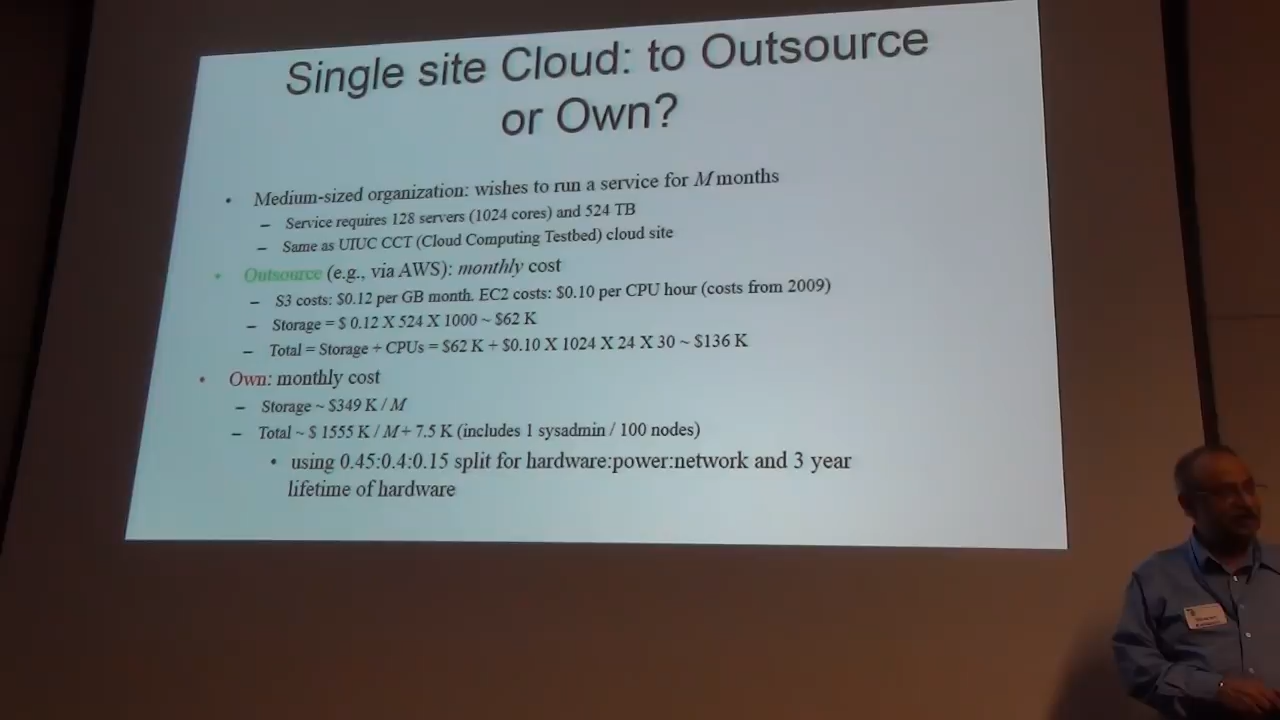 Single site Cloud: to Outsource
or Own?
• Medium-sized organization: wishes to run a service for M months
– Service requires 128 servers (1024 cores) and 524 TB
– Same as UIUC CCT (Cloud Computing Testbed) cloud site
• Outsource (e.g., via AWS): monthly cost
– S3 costs: $0.12 per GB month. EC2 costs: $0.10 per CPU hour (costs from 2009)
– Storage = $ 0.12 X 524 X 1000 ~ $62 K
– Total = Storage + CPUs = $62 K + $0.10 X 1024 X 24 X 30 ~ $136 K
• Own: monthly cost
– Storage ~ $349 K / M
– Total ~ $ 1555 K / M + 7.5 K (includes 1 sysadmin / 100 nodes)
• using 0.45:0.4:0.15 split for hardware:power:network and 3 year
lifetime of hardware